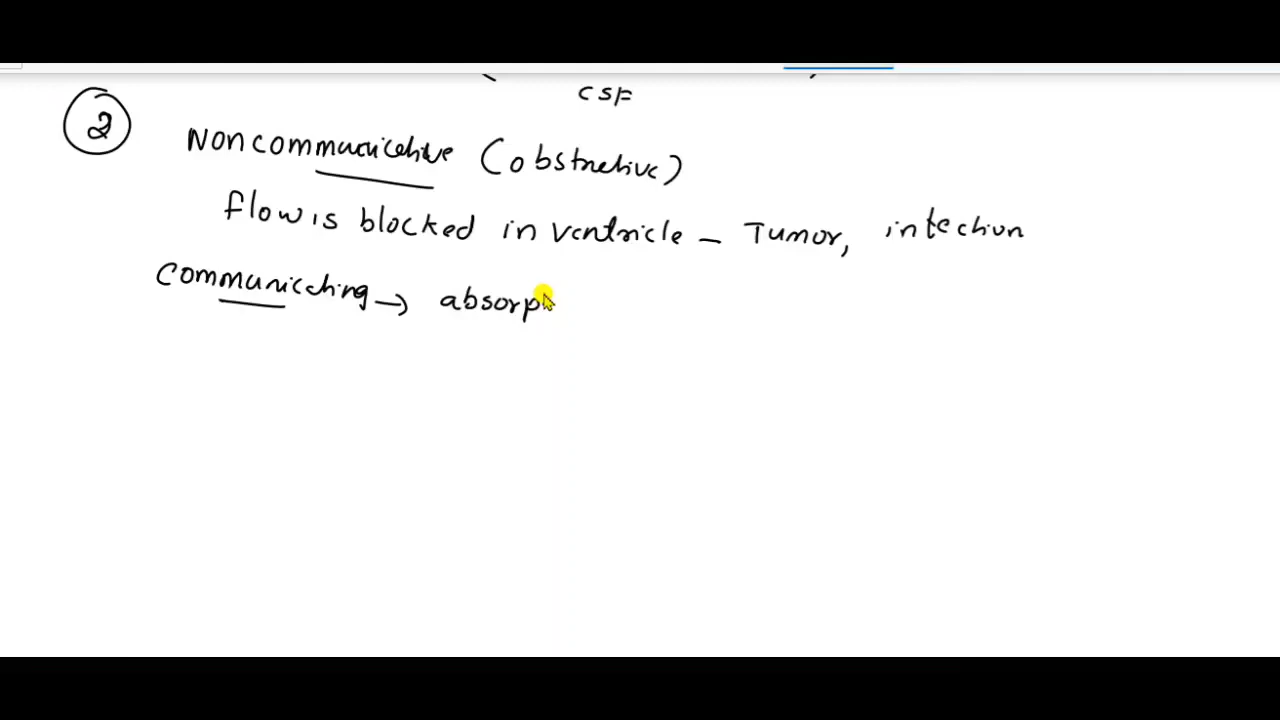 CSF
2
Noncommunicative (obstructive)
flow is blocked in ventricle – Tumor, infection
Communicating → absorp